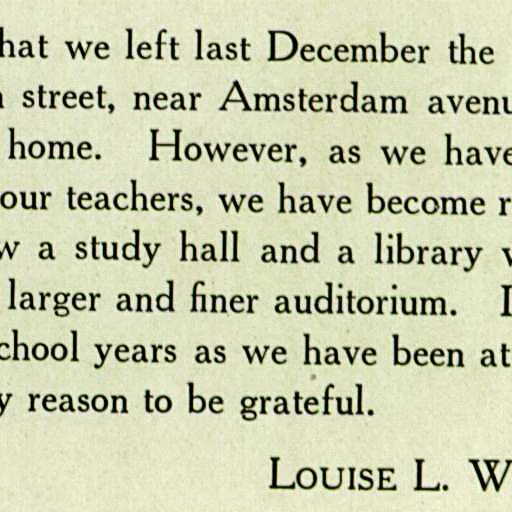 hat we left last December the
street, near Amsterdam avenu
home. However, as we have
our teachers, we have become r
w a study hall and a library
larger and finer auditorium.
chool years as we have been at
y reason to be grateful.
LOUISE L. W